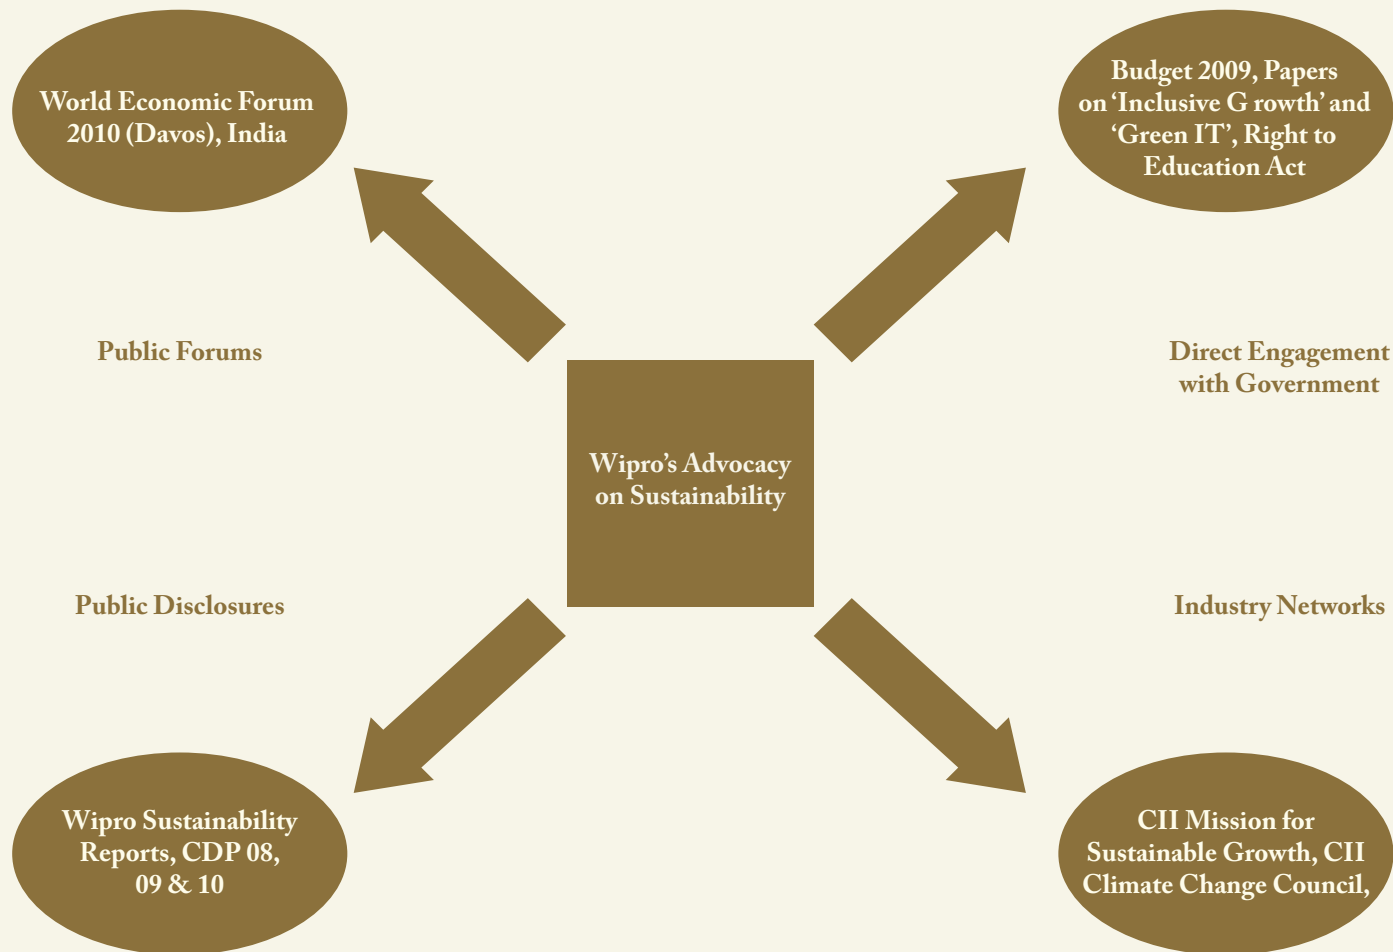 World Economic Forum
2010 (Davos), India
Budget 2009, Papers
on ‘Inclusive G rowth’ and
‘Green IT’, Right to
Education Act
Public Forums
Direct Engagement
with Government
Wipro’s Advocacy
on Sustainability
Public Disclosures
Industry Networks
Wipro Sustainability
Reports, CDP 08,
09 & 10
CII Mission for
Sustainable Growth, CII
Climate Change Council,